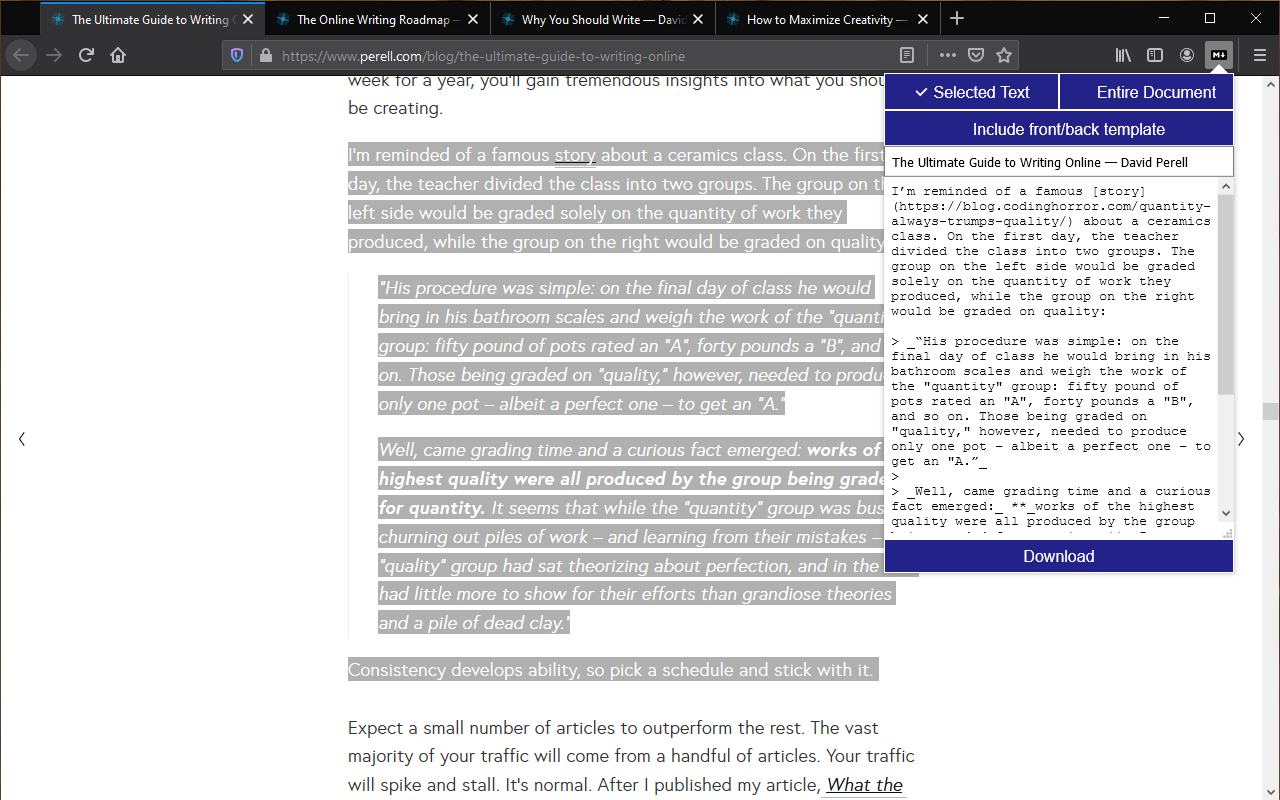 The Ultimate Guide to Writing
The Online Writing Roadmap —
Why You Should Write — Davi
How to Maximize Creativity —
https://www.perell.com/blog/the-ultimate-guide-to-writing-online
M↓
week for a year, you'll gain tremendous insights into what you shou
be creating.
I'm reminded of a famous story about a ceramics class. On the first
day, the teacher divided the class into two groups. The group on th
left side would be graded solely on the quantity of work they
produced, while the group on the right would be graded on quality
"His procedure was simple: on the final day of class he would
bring in his bathroom scales and weigh the work of the "quanti
group: fifty pound of pots rated an "A", forty pounds a "B", and
on. Those being graded on "quality," however, needed to produ
only one pot – albeit a perfect one – to get an "A."
Well, came grading time and a curious fact emerged: works of
highest quality were all produced by the group being grade
for quantity. It seems that while the "quantity" group was bus
churning out piles of work – and learning from their mistakes –
"quality" group had sat theorizing about perfection, and in the
had little more to show for their efforts than grandiose theories
and a pile of dead clay."
Consistency develops ability, so pick a schedule and stick with it.
Expect a small number of articles to outperform the rest. The vast
majority of your traffic will come from a handful of articles. Your traffic
will spike and stall. It's normal. After I published my article, What the
✓ Selected Text
Entire Document
Include front/back template
The Ultimate Guide to Writing Online — David Perell
I’m reminded of a famous [story]
(https://blog.codinghorror.com/quantity-
always-trumps-quality/) about a ceramics
class. On the first day, the teacher
divided the class into two groups. The
group on the left side would be graded
solely on the quantity of work they
produced, while the group on the right
would be graded on quality:
> _“His procedure was simple: on the
final day of class he would bring in his
bathroom scales and weigh the work of
the "quantity" group: fifty pound of
pots rated an "A", forty pounds a "B",
and so on. Those being graded on
"quality," however, needed to produce
only one pot – albeit a perfect one – to
get an "A.”_
>
> _Well, came grading time and a curious
fact emerged:_ **_works of the highest
quality were all produced by the group
Download